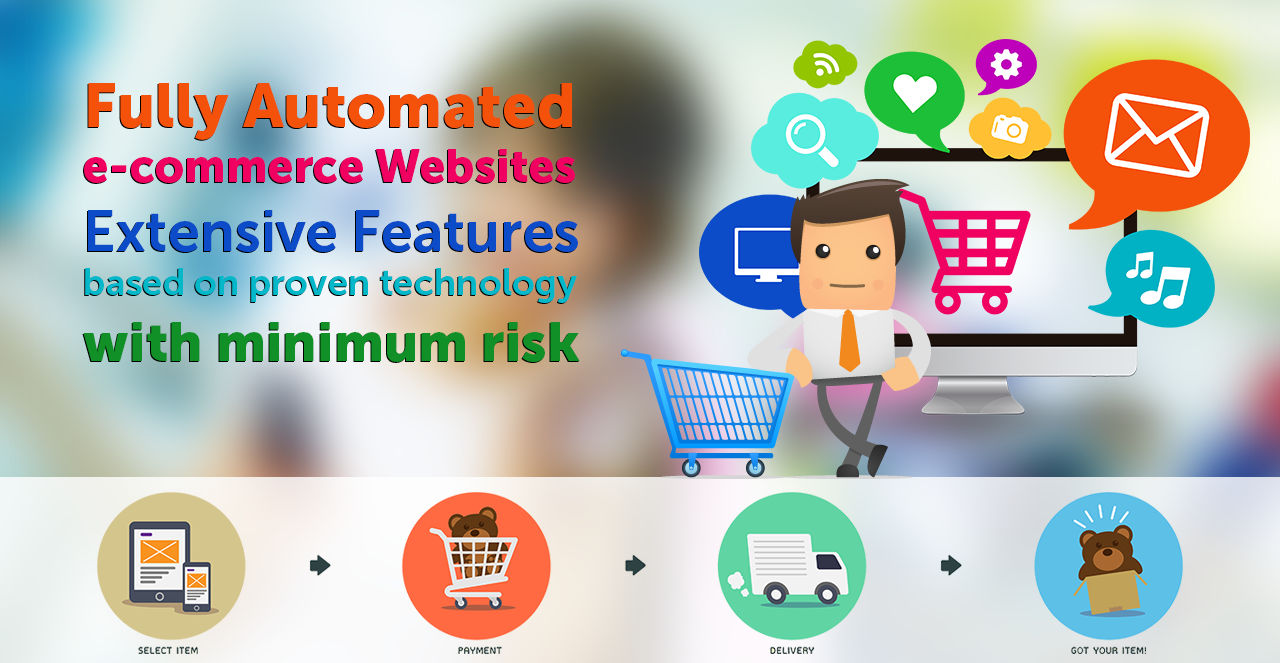 Fully Automated
e-commerce Websites
Extensive Features
based on proven technology
with minimum risk
SELECT ITEM
PAYMENT
DELIVERY
GOT YOUR ITEM!